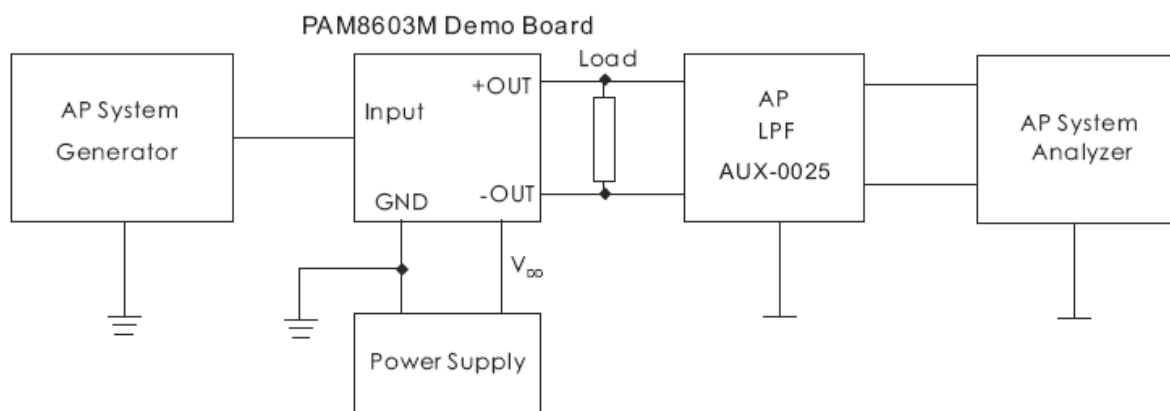 PAM8603M Demo Board
AP System
Generator
Input
+OUT
-OUT
GND
Load
AP
LPF
AUX-0025
AP System
Analyzer
VDD
Power Supply